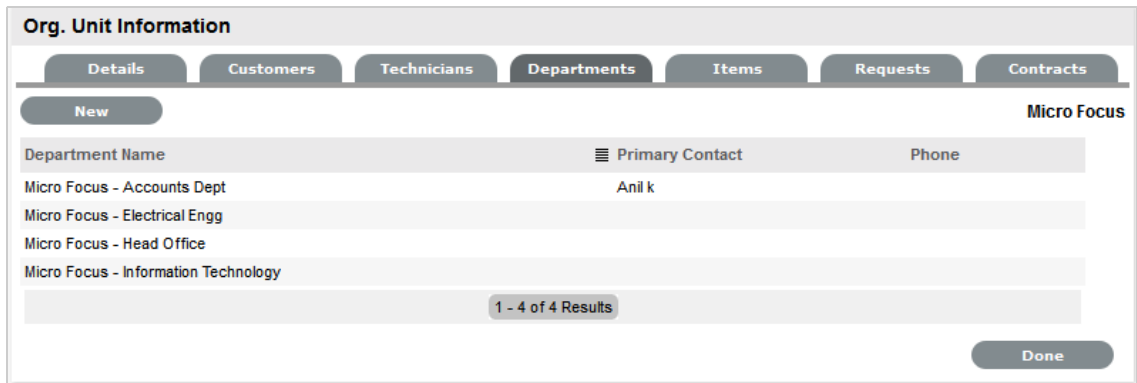 Org. Unit Information
Details Customers Technicians Departments Items Requests Contracts
New Micro Focus
Department Name Primary Contact Phone
Micro Focus - Accounts Dept Anil k
Micro Focus - Electrical Engg
Micro Focus - Head Office
Micro Focus - Information Technology
1 - 4 of 4 Results
Done